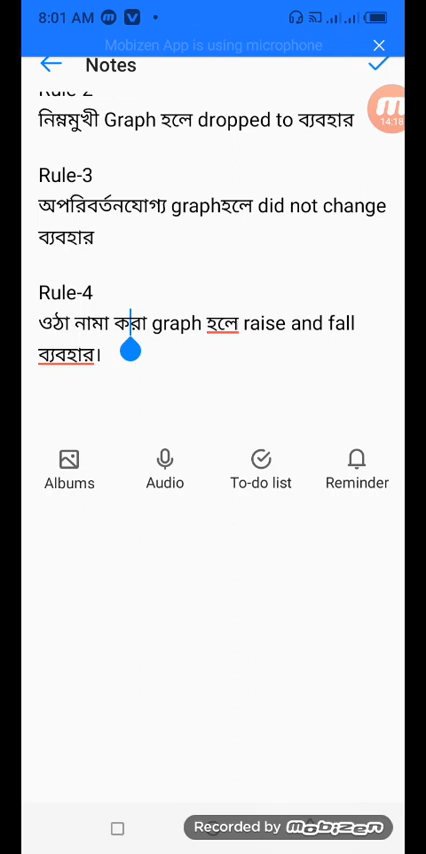 8:01 AM
Mobizen App is using microphone
Notes
Rule-2
নিম্নমুখী Graph হলে dropped to ব্যবহার
14:18
Rule-3
অপরিবর্তনযোগ্য graphহলে did not change
ব্যবহার
Rule-4
ওঠা নামা করা graph হলে raise and fall
ব্যবহার।
Albums Audio To-do list Reminder
Recorded by mobizen